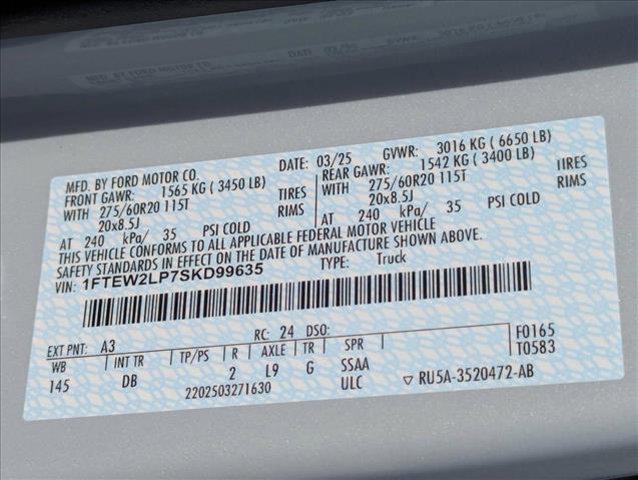 MFD. BY FORD MOTOR CO. DATE: 03/25 GVWR: 3016 KG ( 6650 LB)
FRONT GAWR: 1565 KG ( 3450 LB) REAR GAWR: 1542 KG ( 3400 LB)
WITH 275/60R20 115T TIRES WITH 275/60R20 115T TIRES
20x8.5J RIMS 20x8.5J RIMS
AT 240 kPa/ 35 PSI COLD AT 240 kPa/ 35 PSI COLD
THIS VEHICLE CONFORMS TO ALL APPLICABLE FEDERAL MOTOR VEHICLE
SAFETY STANDARDS IN EFFECT ON THE DATE OF MANUFACTURE SHOWN ABOVE.
VIN: 1FTEW2LP7SKD99635 TYPE: Truck
EXT PNT: A3 RC: 24 DSO: F0165
WB INT TR TP/PS R AXLE TR SPR T0583
145 DB 2 L9 G SSAA
2202503271630 ULC ▽ RU5A-3520472-AB